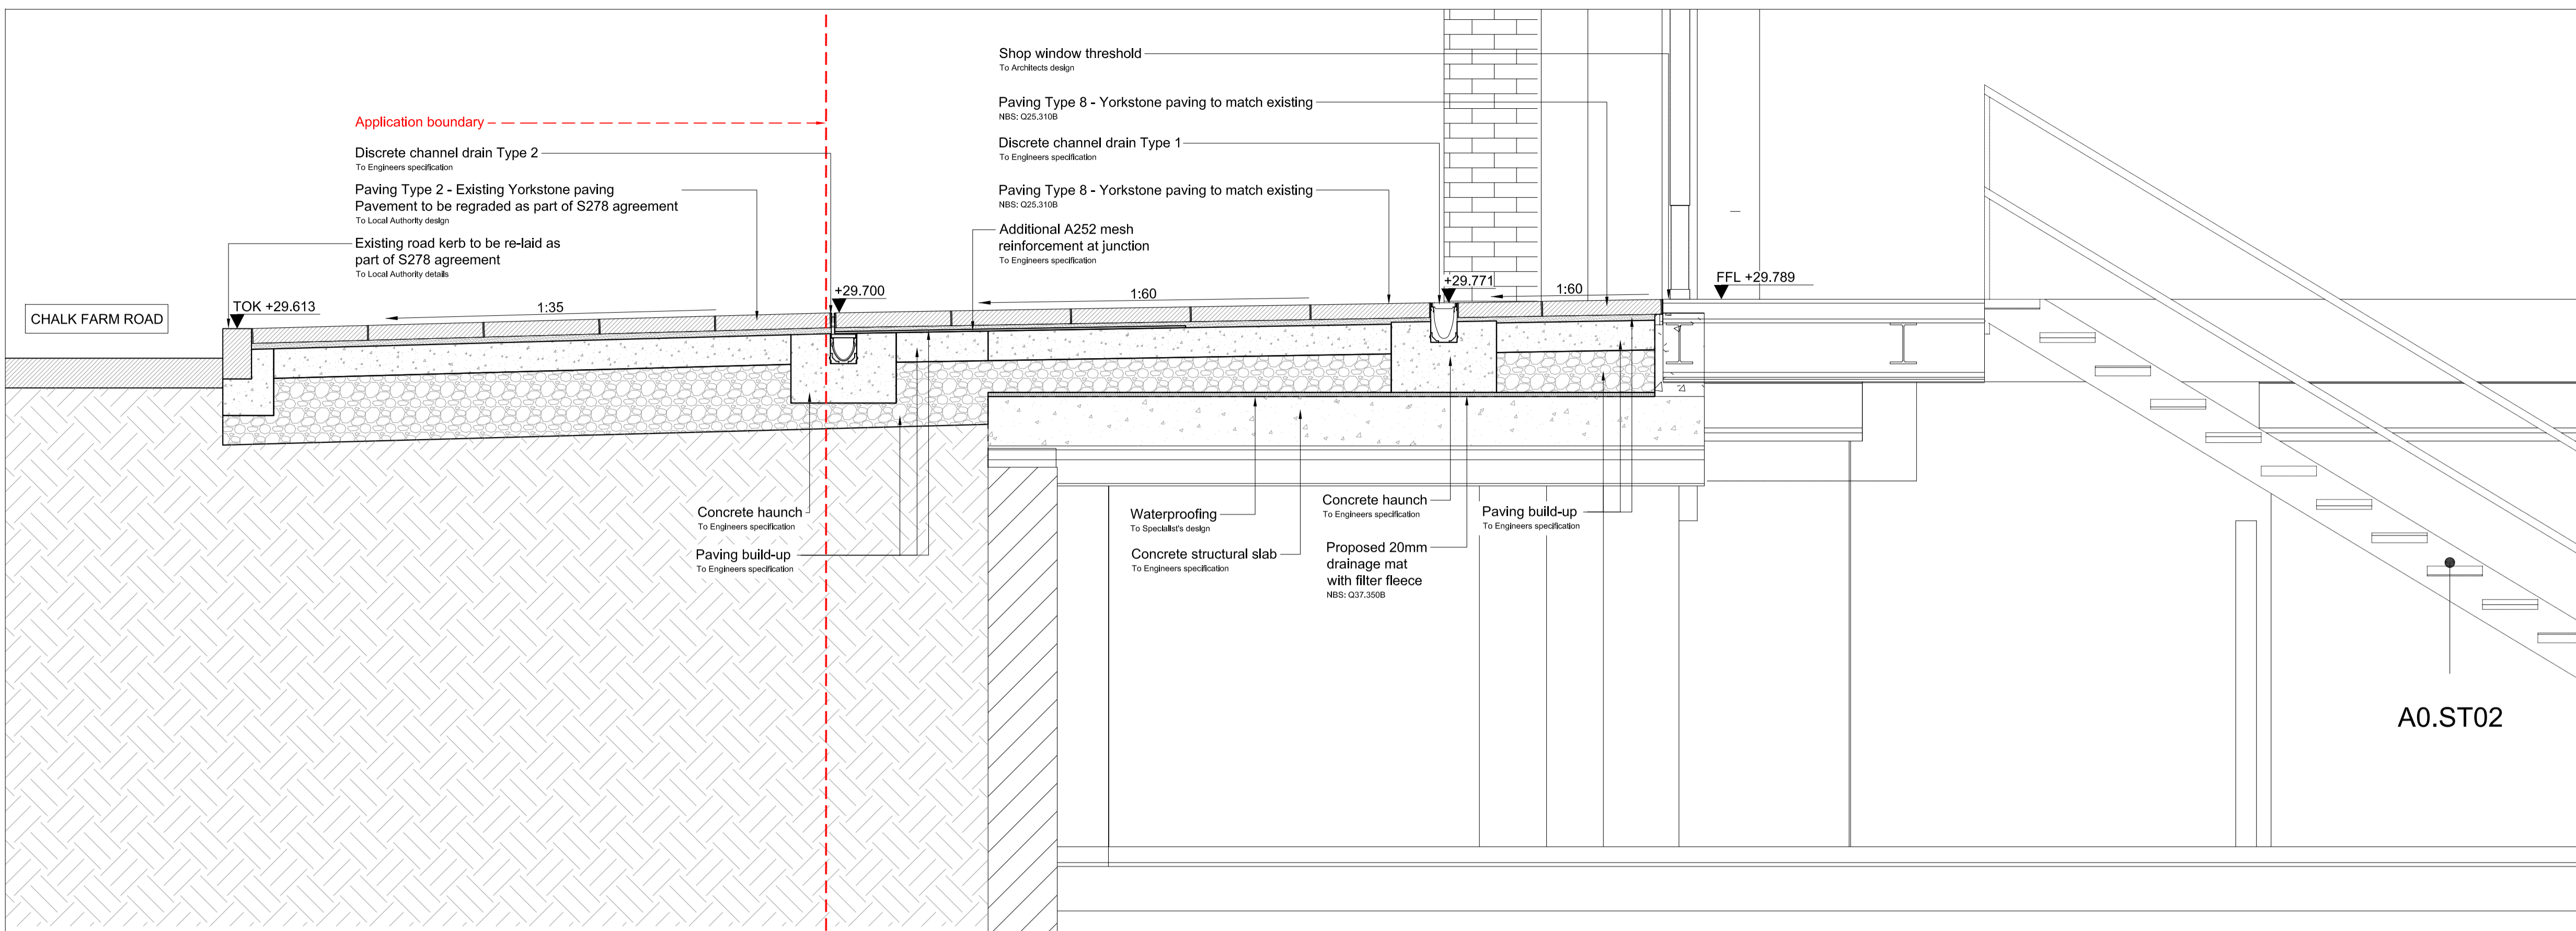 Application boundary
Discrete channel drain Type 2
To Engineers specification
Paving Type 2 - Existing Yorkstone paving
Pavement to be regraded as part of S278 agreement
To Local Authority design
Existing road kerb to be re-laid as
part of S278 agreement
To Local Authority details
CHALK FARM ROAD
TOK +29.613
1:35
+29.700
Shop window threshold
To Architects design
Paving Type 8 - Yorkstone paving to match existing
NBS: Q25.310B
Discrete channel drain Type 1
To Engineers specification
Paving Type 8 - Yorkstone paving to match existing
NBS: Q25.310B
Additional A252 mesh
reinforcement at junction
To Engineers specification
1:60
+29.771
1:60
FFL +29.789
Concrete haunch
To Engineers specification
Paving build-up
To Engineers specification
Waterproofing
To Specialist's design
Concrete structural slab
To Engineers specification
Concrete haunch
To Engineers specification
Proposed 20mm
drainage mat
with filter fleece
NBS: Q37.350B
Paving build-up
To Engineers specification
A0.ST02